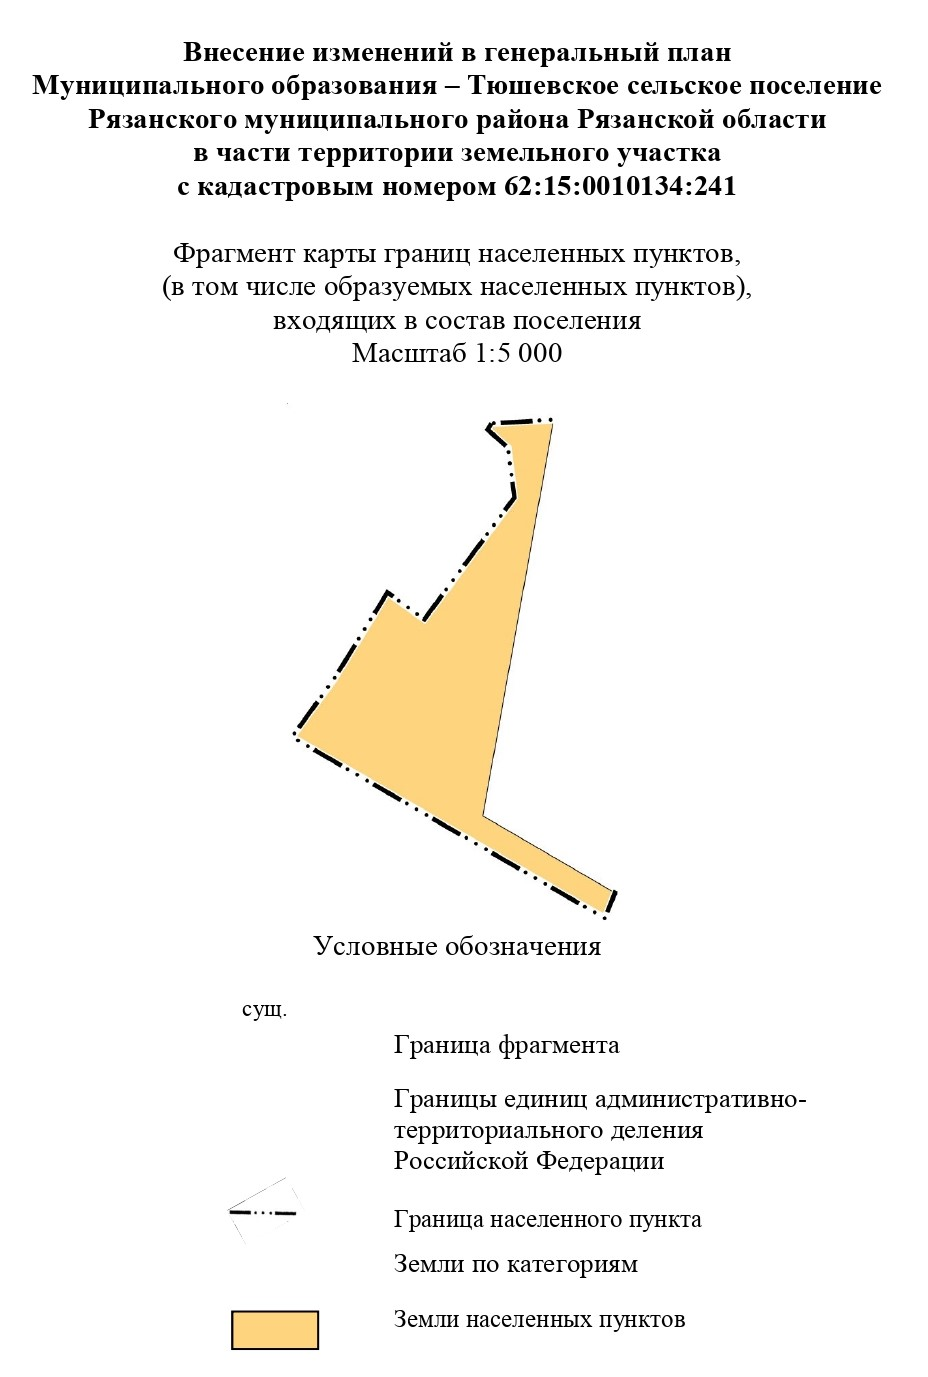 Внесение изменений в генеральный план
Муниципального образования – Тюшевское сельское поселение
Рязанского муниципального района Рязанской области
в части территории земельного участка
с кадастровым номером 62:15:0010134:241
Фрагмент карты границ населенных пунктов,
(в том числе образуемых населенных пунктов),
входящих в состав поселения
Масштаб 1:5 000
Условные обозначения
сущ.
Граница фрагмента
Границы единиц административно-
территориального деления
Российской Федерации
Граница населенного пункта
Земли по категориям
Земли населенных пунктов